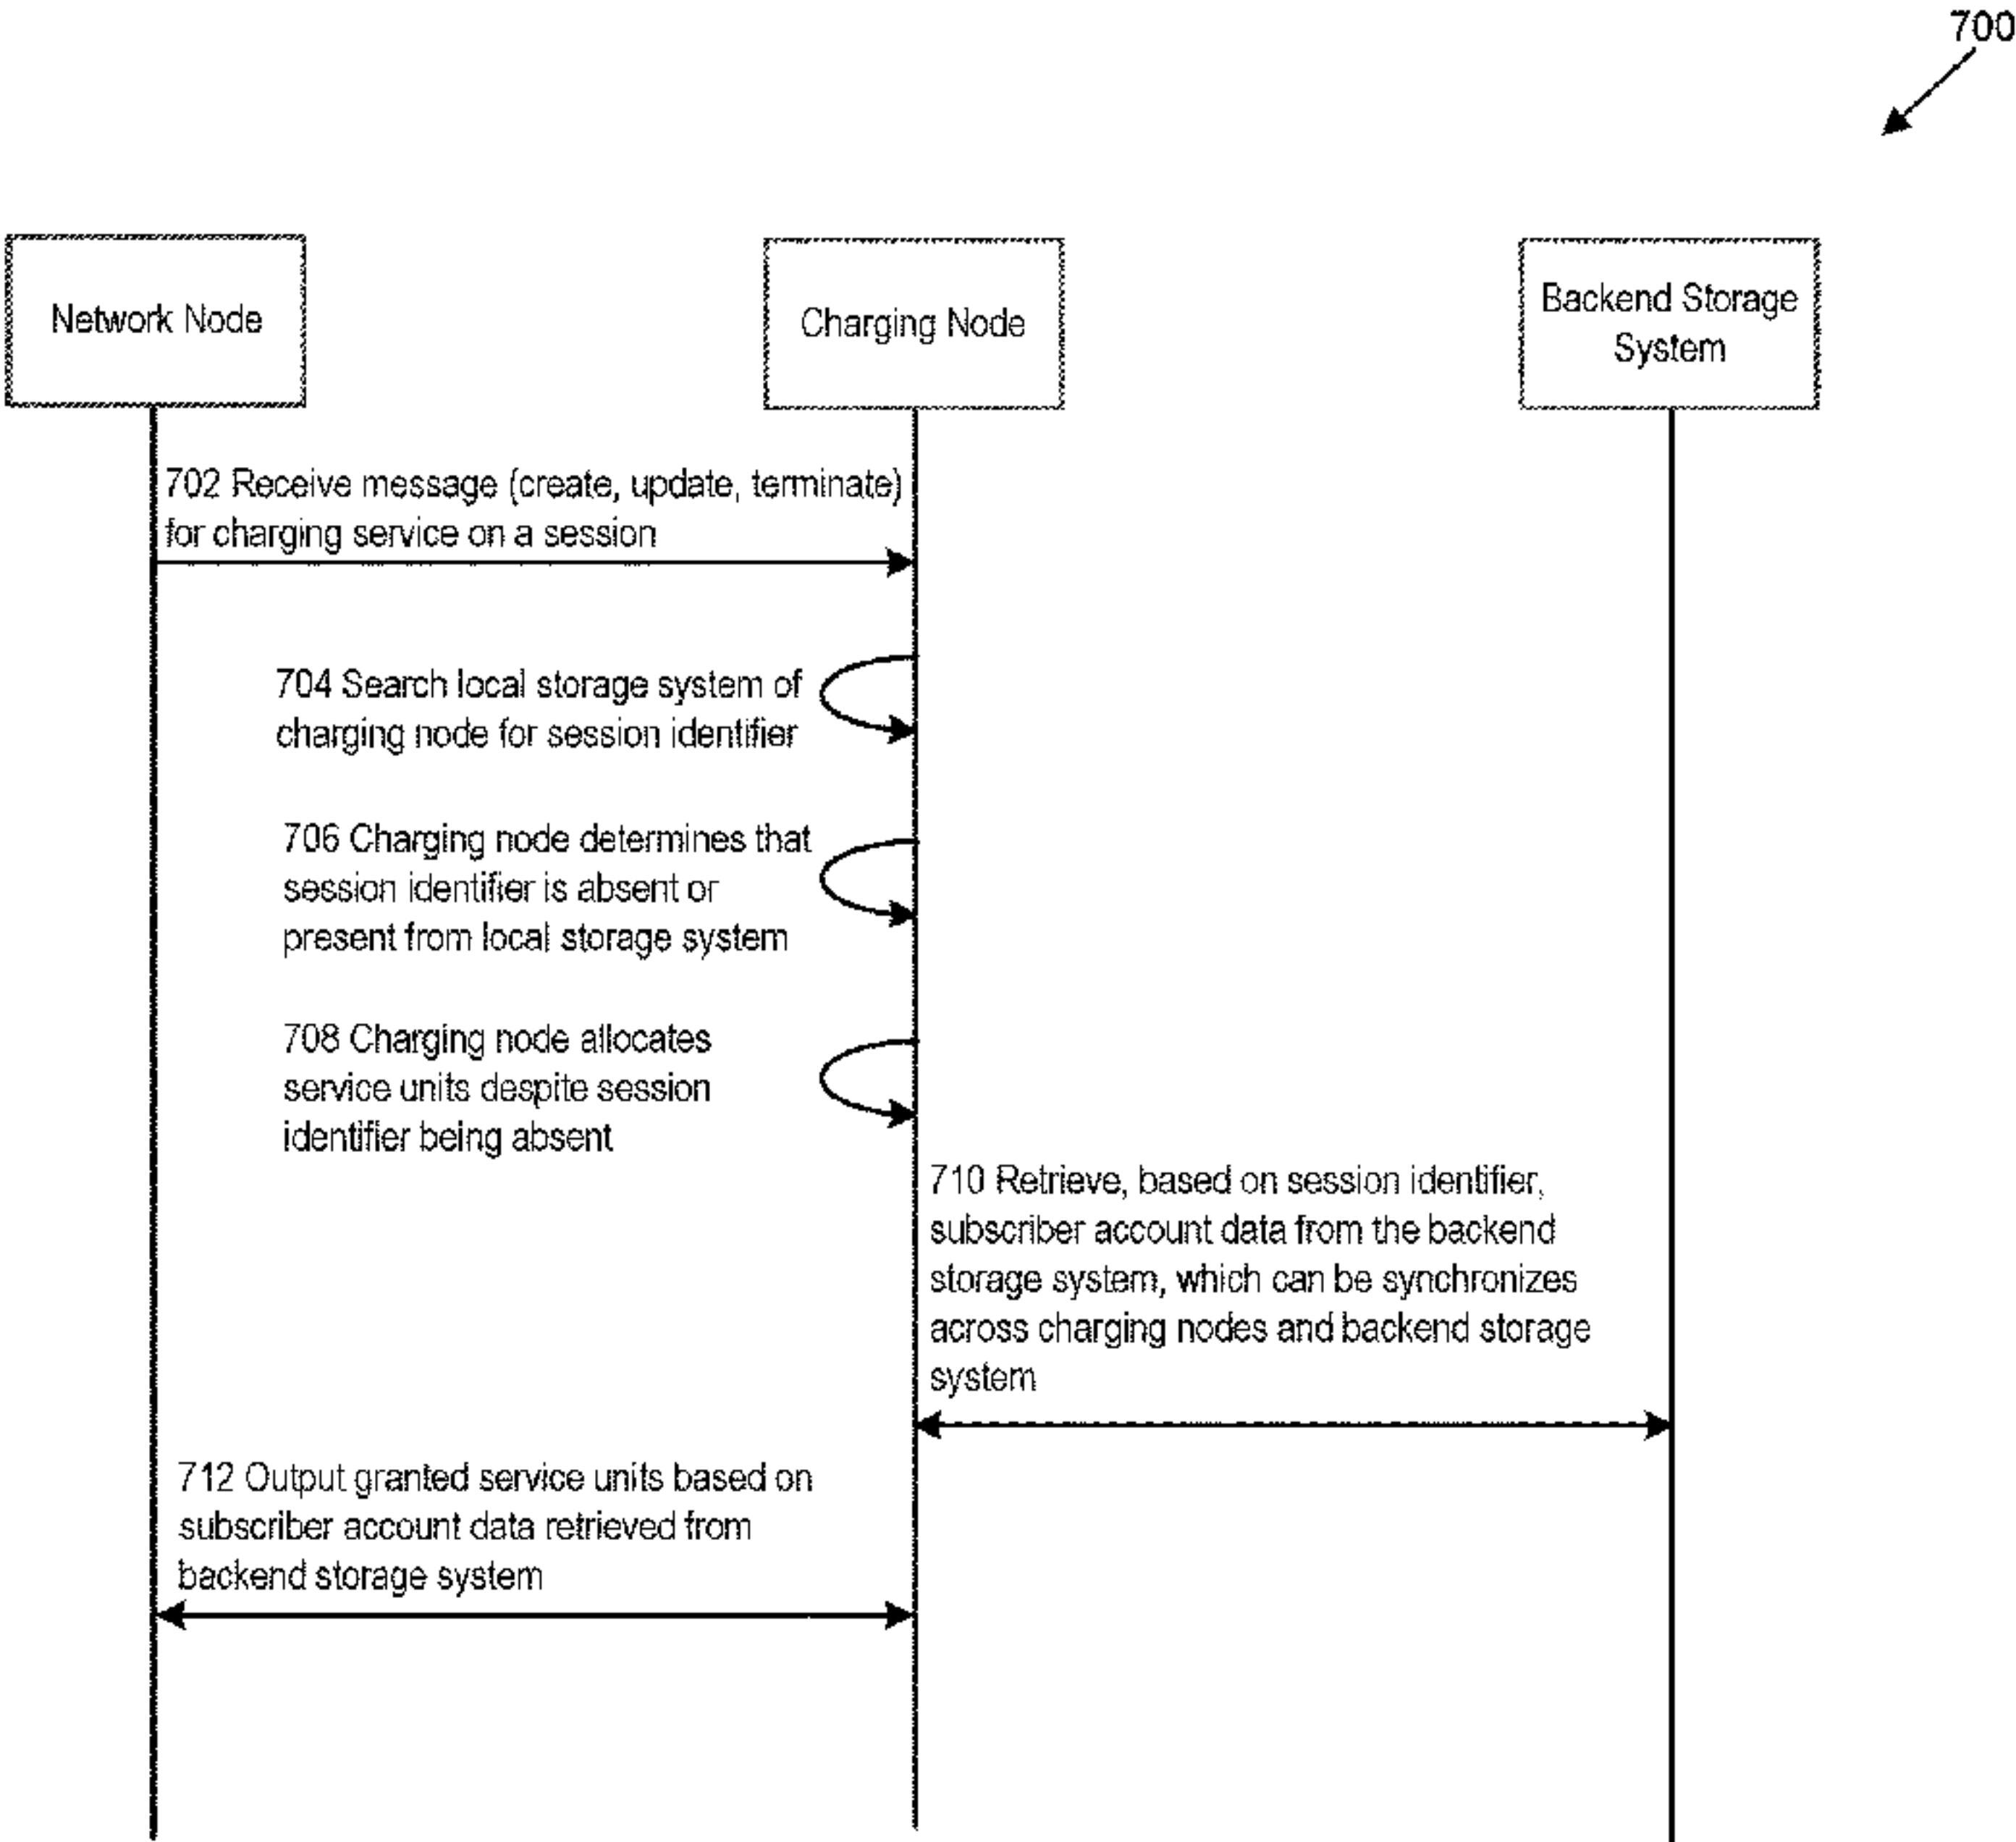 700
Network Node
Charging Node
Backend Storage
System
702 Receive message (create, update, terminate)
for charging service on a session
704 Search local storage system of
charging node for session identifier
706 Charging node determines that
session identifier is absent or
present from local storage system
708 Charging node allocates
service units despite session
identifier being absent
710 Retrieve, based on session identifier,
subscriber account data from the backend
storage system, which can be synchronizes
across charging nodes and backend storage
system
712 Output granted service units based on
subscriber account data retrieved from
backend storage system